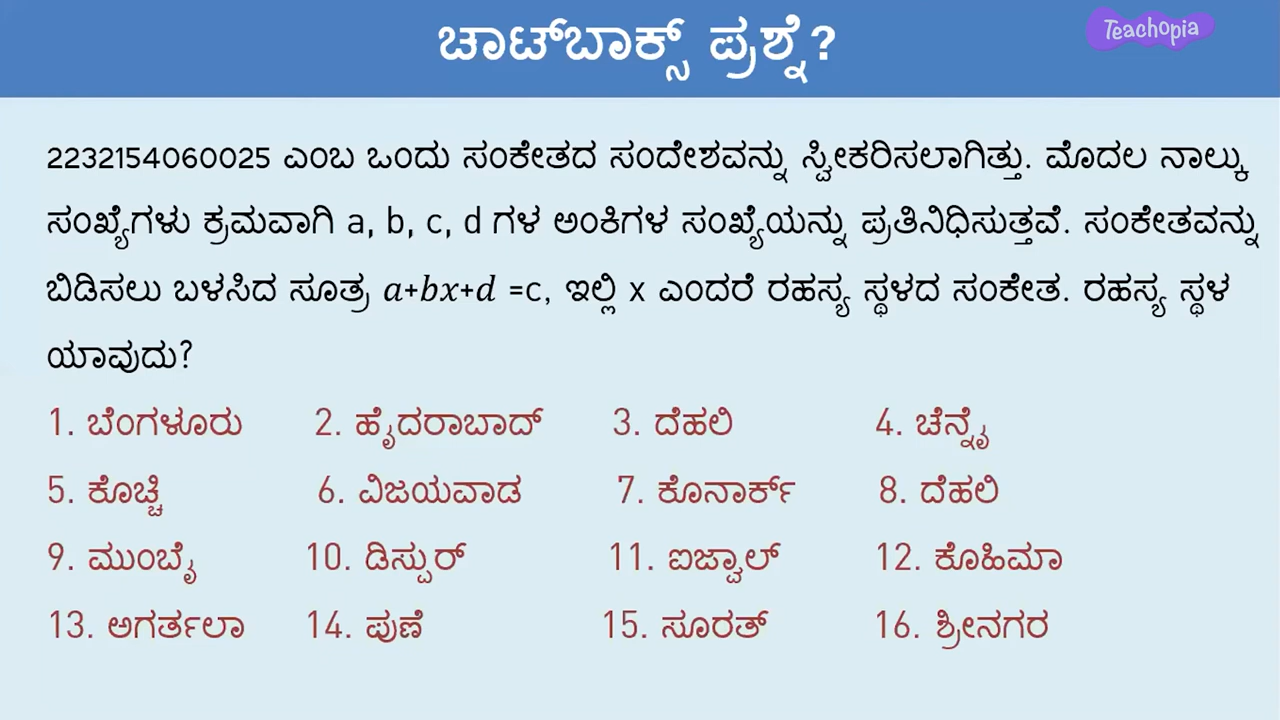 ಚಾಟ್‌ಬಾಕ್ಸ್ ಪ್ರಶ್ನೆ?
Teachopia
2232154060025 ಎಂಬ ಒಂದು ಸಂಕೇತದ ಸಂದೇಶವನ್ನು ಸ್ವೀಕರಿಸಲಾಗಿತ್ತು. ಮೊದಲ ನಾಲ್ಕು
ಸಂಖ್ಯೆಗಳು ಕ್ರಮವಾಗಿ a, b, c, d ಗಳ ಅಂಕಿಗಳ ಸಂಖ್ಯೆಯನ್ನು ಪ್ರತಿನಿಧಿಸುತ್ತವೆ. ಸಂಕೇತವನ್ನು
ಬಿಡಿಸಲು ಬಳಸಿದ ಸೂತ್ರ a+bx+d =c, ಇಲ್ಲಿ x ಎಂದರೆ ರಹಸ್ಯ ಸ್ಥಳದ ಸಂಕೇತ. ರಹಸ್ಯ ಸ್ಥಳ
ಯಾವುದು?
1. ಬೆಂಗಳೂರು 2. ಹೈದರಾಬಾದ್ 3. ದೆಹಲಿ 4. ಚೆನ್ನೈ
5. ಕೊಚ್ಚಿ 6. ವಿಜಯವಾಡ 7. ಕೊನಾರ್ಕ್ 8. ದೆಹಲಿ
9. ಮುಂಬೈ 10. ಡಿಸ್ಪುರ್ 11. ಐಜ್ವಾಲ್ 12. ಕೊಹಿಮಾ
13. ಅಗರ್ತಲಾ 14. ಪುಣೆ 15. ಸೂರತ್ 16. ಶ್ರೀನಗರ